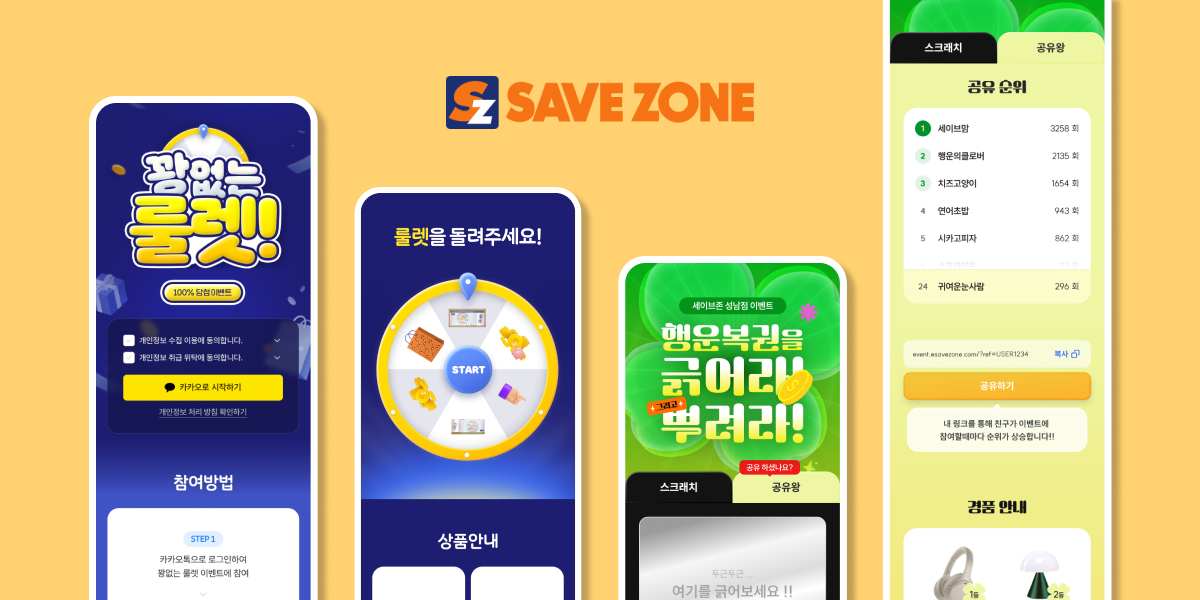 SZ SAVE ZONE
꽝없는
룰렛!
100% 당첨 이벤트
개인정보 수집 이용에 동의합니다.
개인정보 취급 위탁에 동의합니다.
카카오로 시작하기
개인정보 처리 방침 확인하기
참여방법
STEP 1
카카오톡으로 로그인하여
꽝없는 룰렛 이벤트에 참여
룰렛을 돌려주세요!
START
상품안내
세이브존 성남점 이벤트
행운복권을
긁어라!
그리고
뿌려라!
공유 하셨나요?
스크래치
공유왕
두근두근 ...
여기를 긁어보세요 !!
스크래치
공유왕
공유 순위
1 세이브맘 3258 회
2 행운의클로버 2135 회
3 치즈고양이 1654 회
4 연어초밥 943 회
5 시카고피자 862 회
24 귀여운눈사람 296 회
event.esavezone.com/?ref=USER1234 복사
공유하기
내 링크를 통해 친구가 이벤트에
참여할때마다 순위가 상승합니다!!
경품 안내
1등
2등